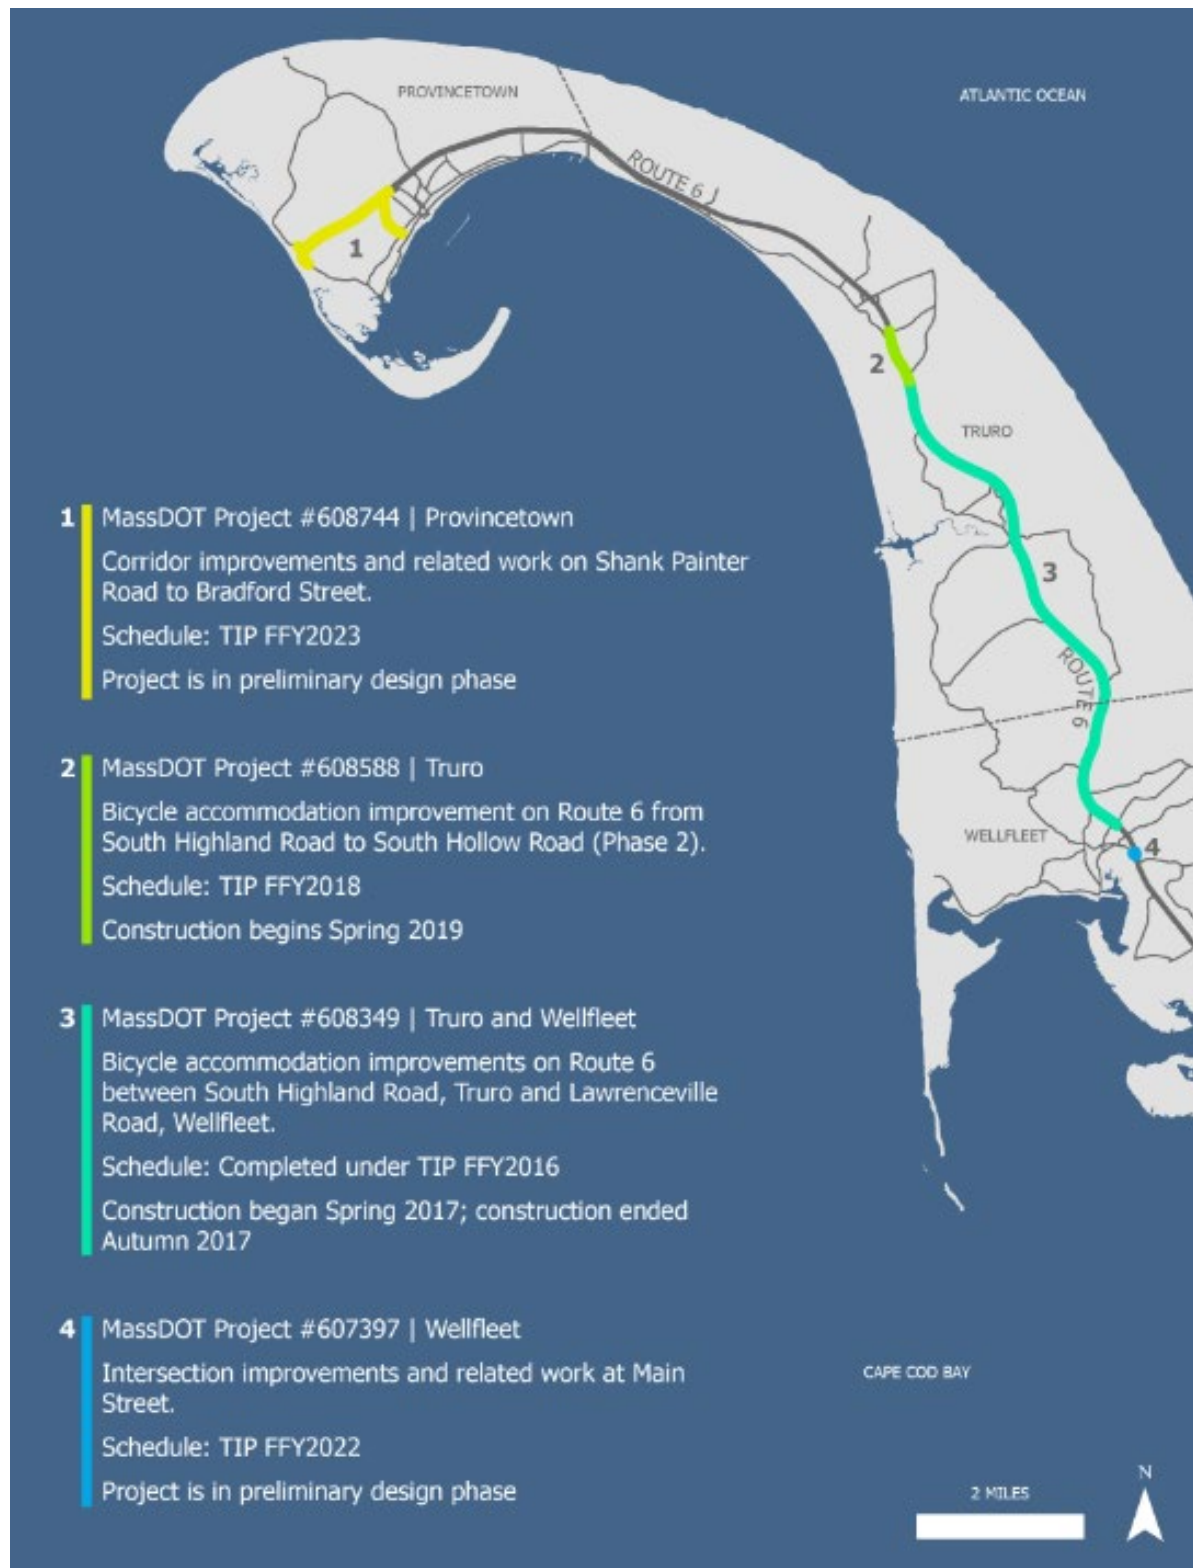 PROVINCETOWN
ATLANTIC OCEAN
ROUTE 6
1
2
TRURO
3
ROUTE 6
WELLFLEET
4
1 MassDOT Project #608744 | Provincetown
Corridor improvements and related work on Shank Painter
Road to Bradford Street.
Schedule: TIP FFY2023
Project is in preliminary design phase
2 MassDOT Project #608588 | Truro
Bicycle accommodation improvement on Route 6 from
South Highland Road to South Hollow Road (Phase 2).
Schedule: TIP FFY2018
Construction begins Spring 2019
3 MassDOT Project #608349 | Truro and Wellfleet
Bicycle accommodation improvements on Route 6
between South Highland Road, Truro and Lawrenceville
Road, Wellfleet.
Schedule: Completed under TIP FFY2016
Construction began Spring 2017; construction ended
Autumn 2017
4 MassDOT Project #607397 | Wellfleet
Intersection improvements and related work at Main
Street.
Schedule: TIP FFY2022
Project is in preliminary design phase
CAPE COD BAY
2 MILES
N